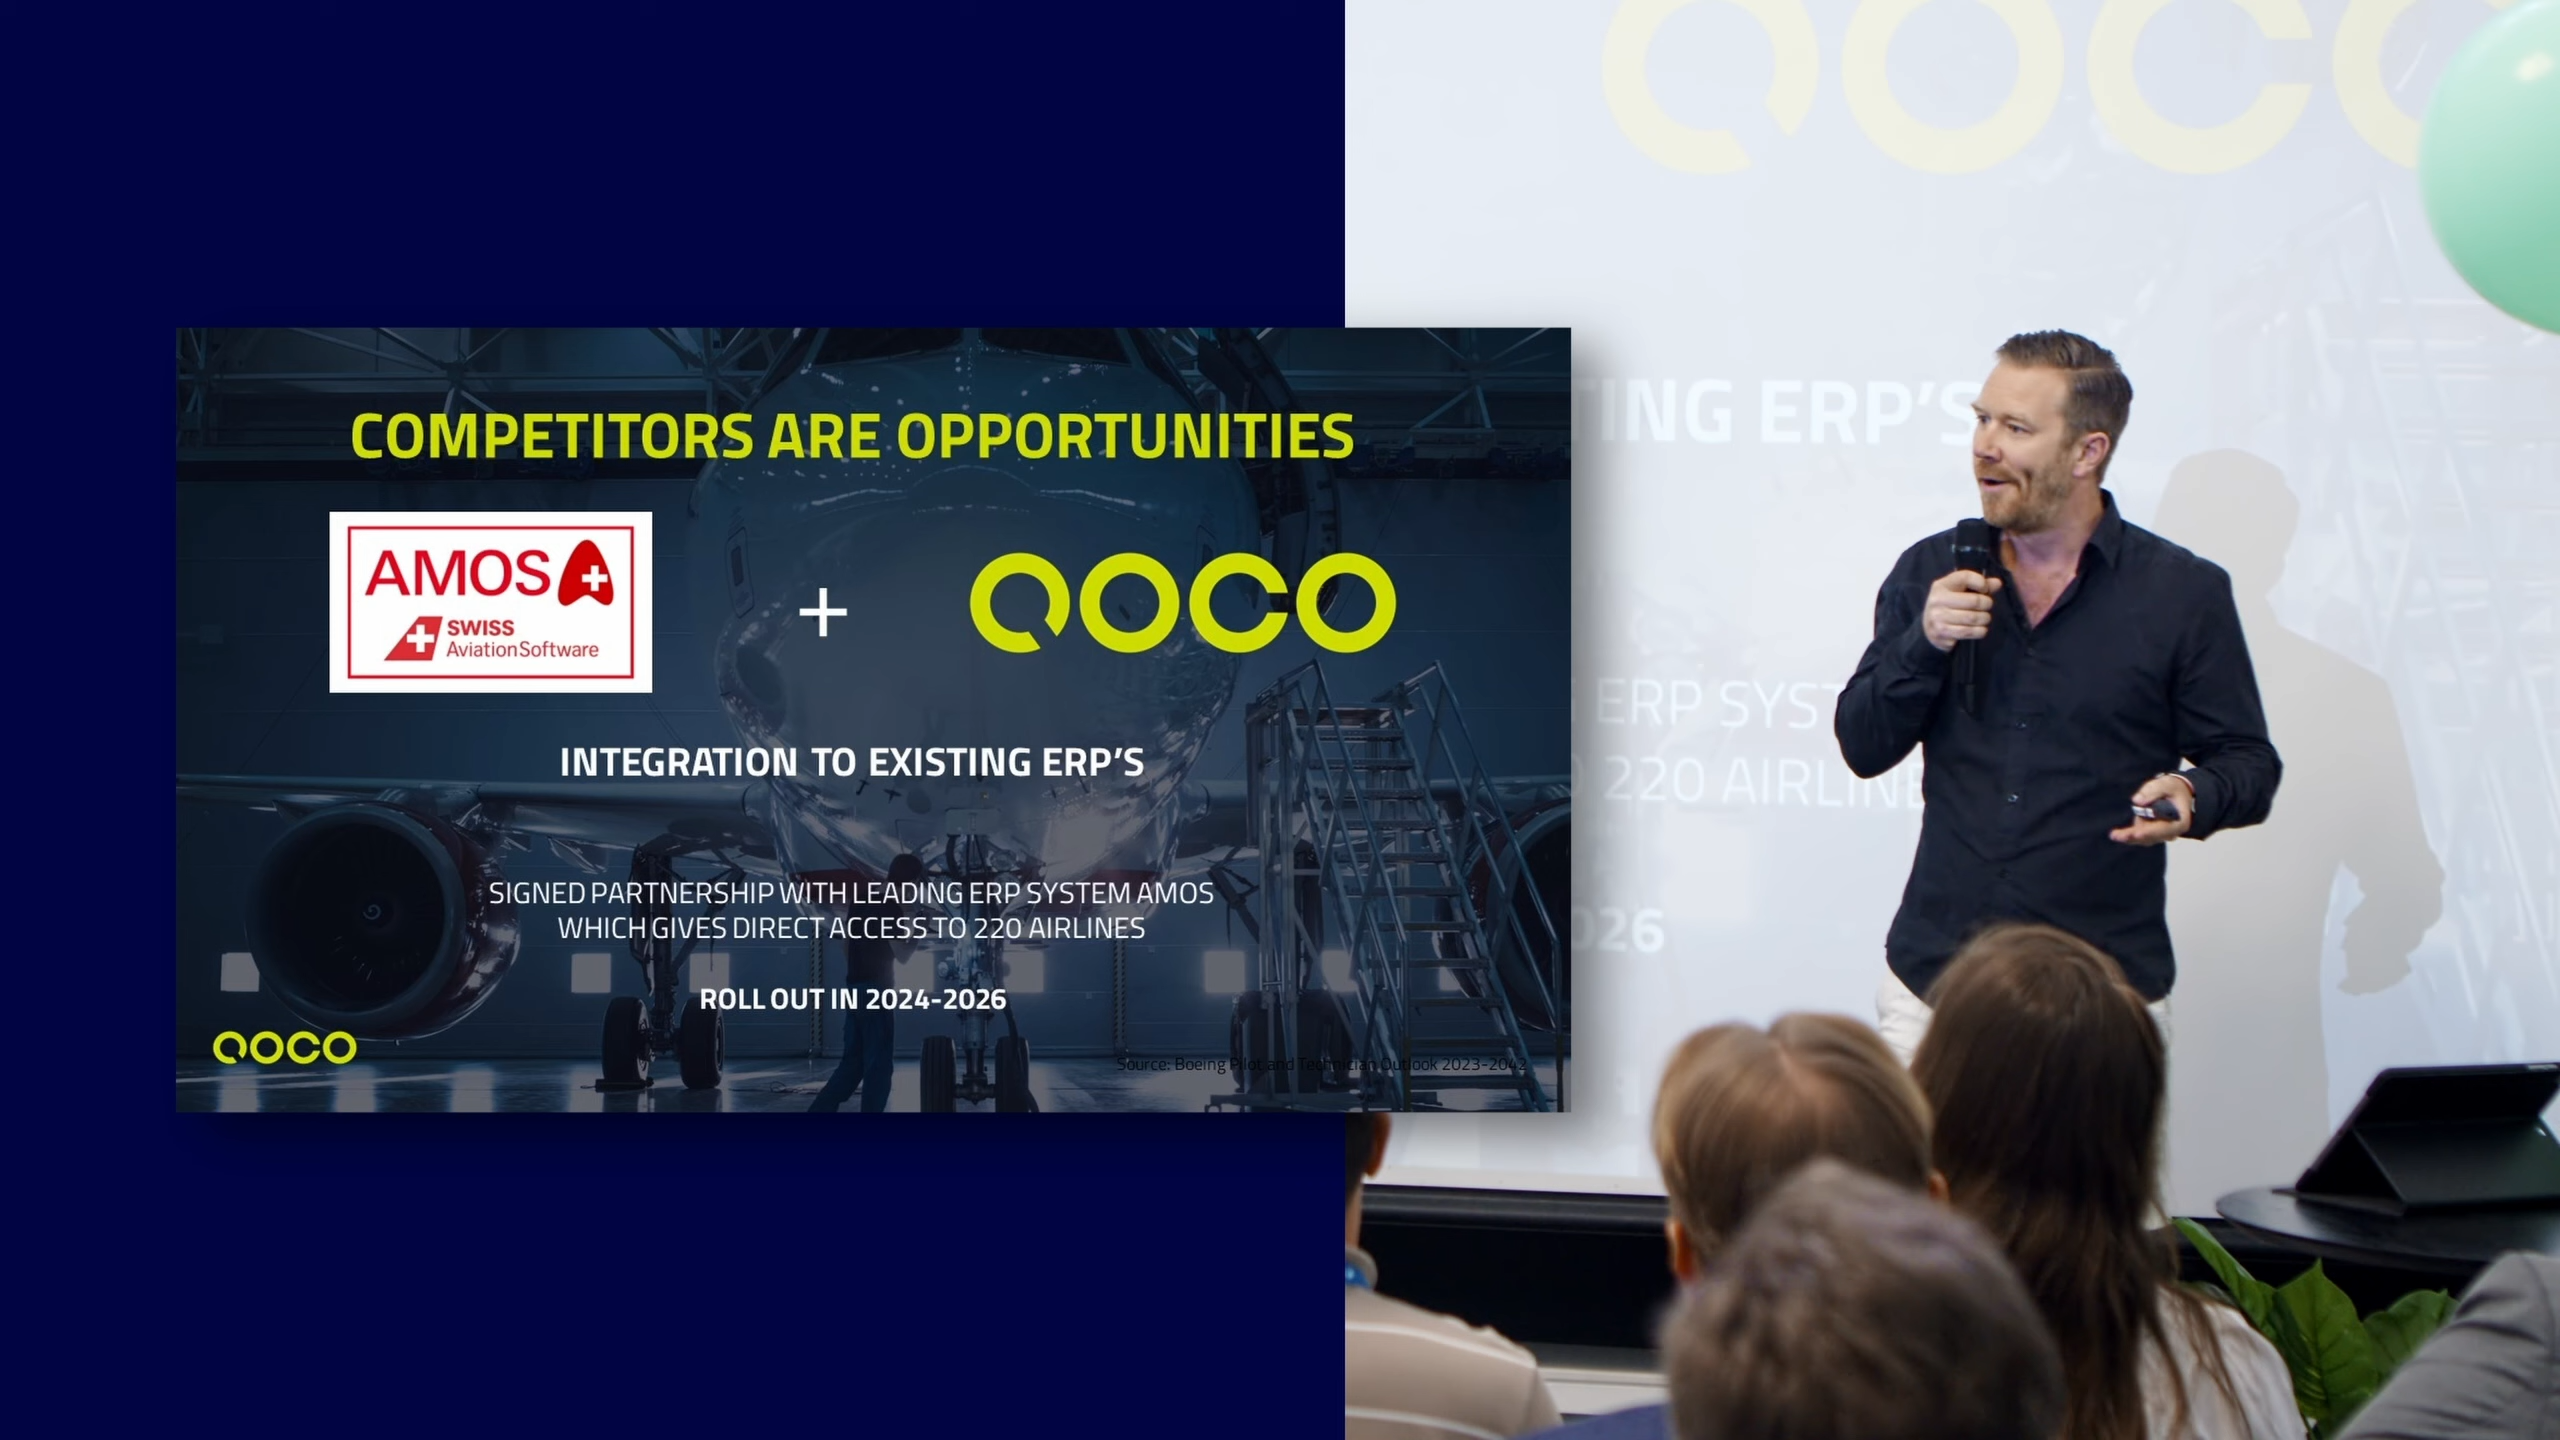 COMPETITORS ARE OPPORTUNITIES
AMOS
SWISS
AviationSoftware
+
QOCO
INTEGRATION TO EXISTING ERP'S
SIGNED PARTNERSHIP WITH LEADING ERP SYSTEM AMOS
WHICH GIVES DIRECT ACCESS TO 220 AIRLINES
ROLL OUT IN 2024-2026
QOCO
Source: Boeing Pilot and Technician Outlook 2023-2042
QOCO
TING ERP'S
ERP SYST
220 AIRLINE
026